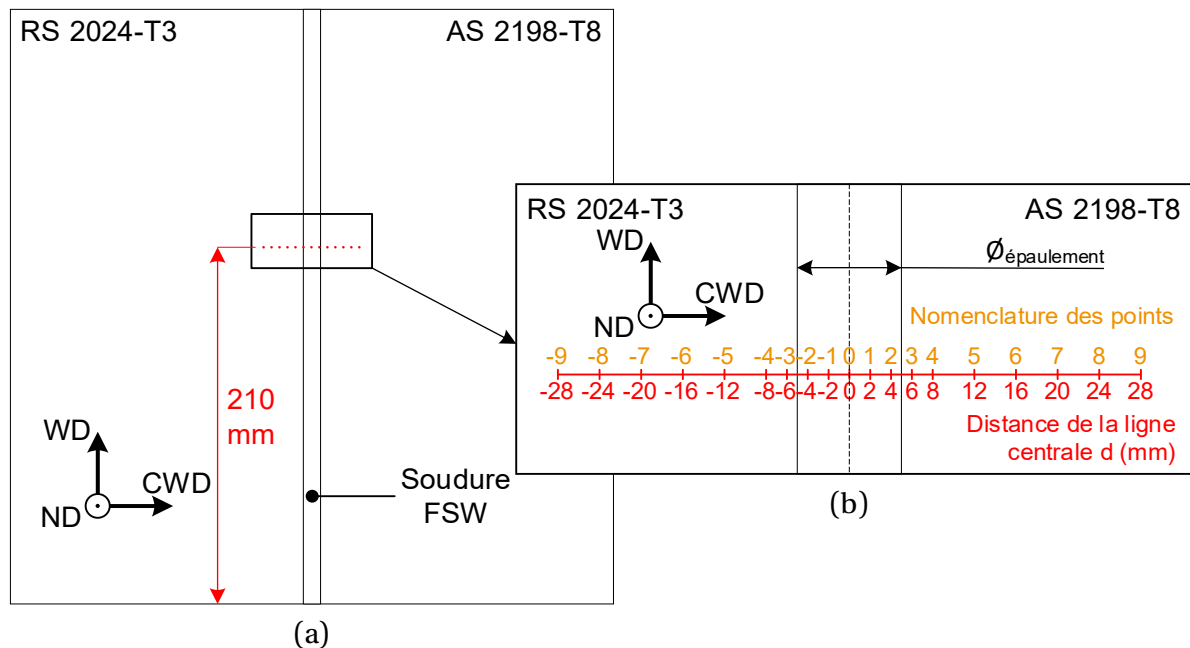 RS 2024-T3
AS 2198-T8
210
mm
WD
CWD
ND
Soudure
FSW
(a)
RS 2024-T3
AS 2198-T8
WD
CWD
ND
Øépaulement
Nomenclature des points
-9 -8 -7 -6 -5 -4 -3 -2 -1 0 1 2 3 4 5 6 7 8 9
-28 -24 -20 -16 -12 -8 -6 -4 -2 0 2 4 6 8 12 16 20 24 28
Distance de la ligne
centrale d (mm)
(b)